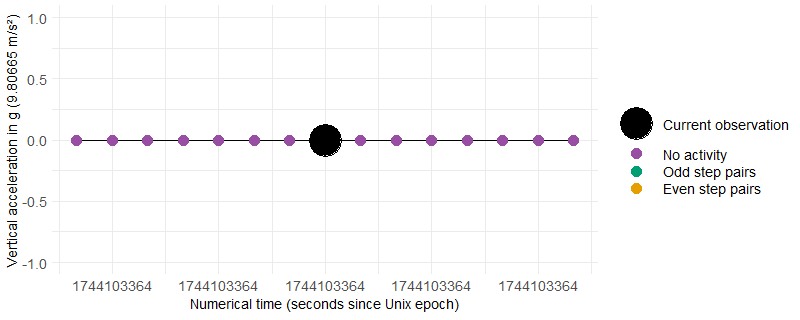 Vertical acceleration in g (9.80665 m/s²)
1.0
0.5
0.0
-0.5
-1.0
1744103364 1744103364 1744103364 1744103364 1744103364
Numerical time (seconds since Unix epoch)
Current observation
No activity
Odd step pairs
Even step pairs